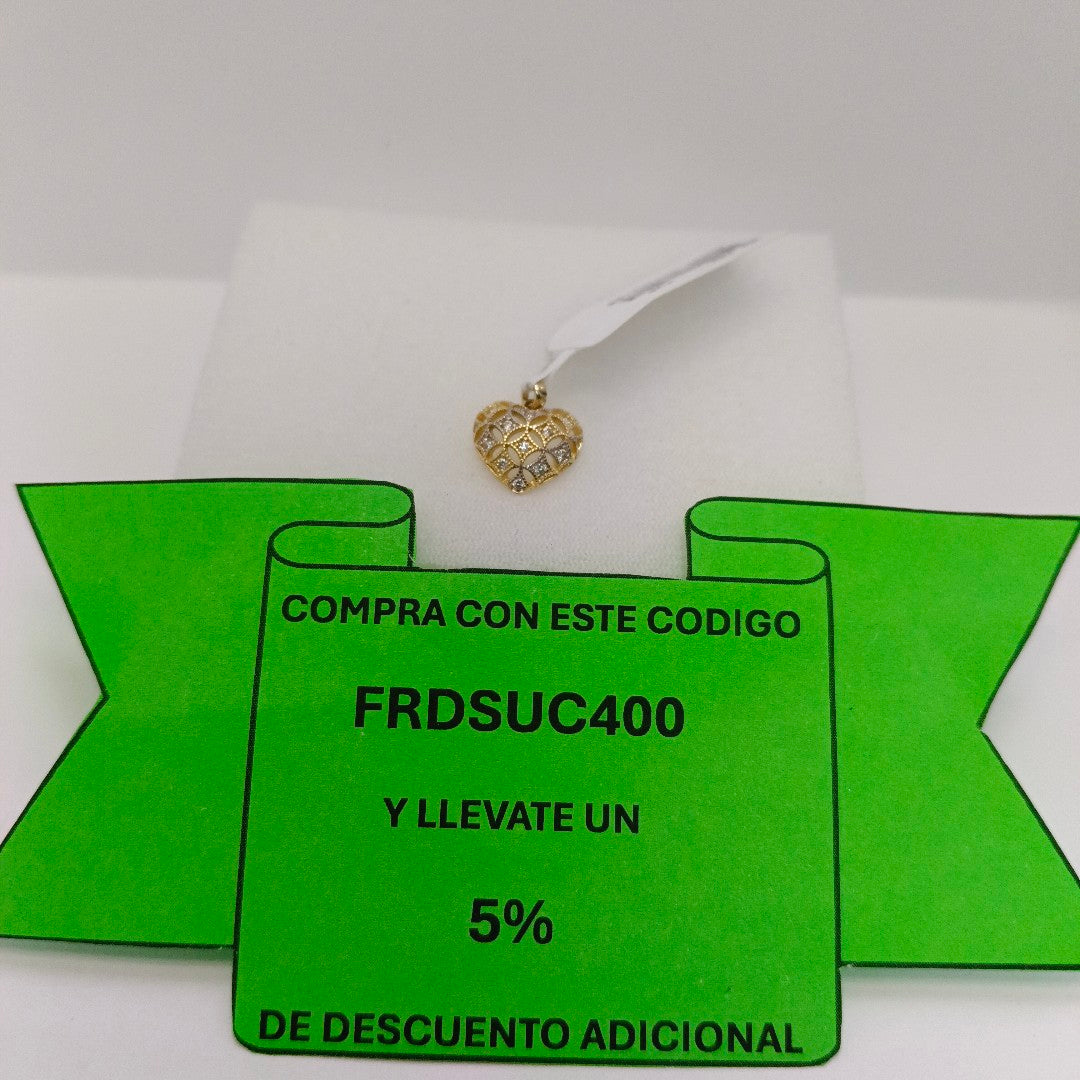 COMPRA CON ESTE CODIGO
FRDSUC400
Y LLEVATE UN
5%
DE DESCUENTO ADICIONAL